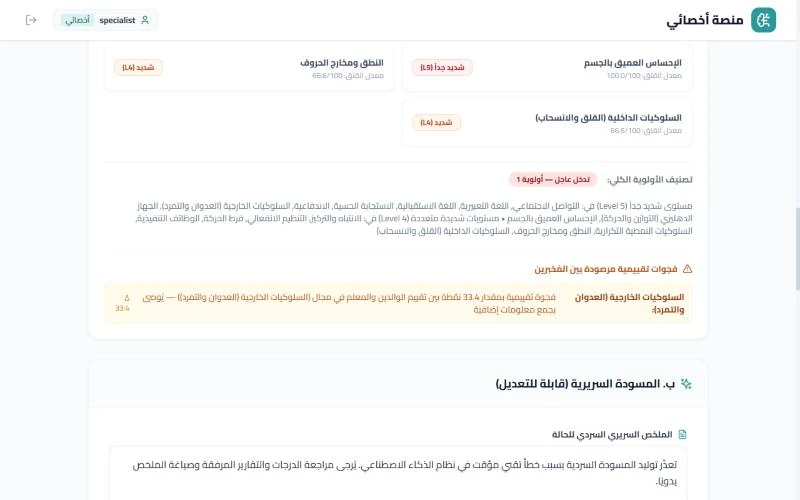 منصة أخصائي
specialist أخصائي
الإحساس العميق بالجسم
معدل القلق: 100.0/100
شديد جداً (L5)
النطق ومخارج الحروف
معدل القلق: 66.6/100
شديد (L4)
السلوكيات الداخلية (القلق والانسحاب)
معدل القلق: 66.6/100
شديد (L4)
تصنيف الأولوية الكلي: تدخل عاجل — أولوية 1
مستوى شديد جداً (Level 5) في: التواصل الاجتماعي, اللغة التعبيرية, اللغة الاستقبالية, الاستجابة الحسية, الاندفاعية, السلوكيات الخارجية (العدوان والتمرد), الجهاز
الدهليزي (التوازن والحركة), الإحساس العميق بالجسم • مستويات شديدة متعددة (Level 4) في: الانتباه والتركيز, التنظيم الانفعالي, فرط الحركة, الوظائف التنفيذية,
السلوكيات النمطية التكرارية, النطق ومخارج الحروف, السلوكيات الداخلية (القلق والانسحاب)
فجوات تقييمية مرصودة بين المُخبرين
السلوكيات الخارجية (العدوان
والتمرد):
فجوة تقييمية بمقدار 33.4 نقطة بين تقييم الوالدين والمعلم في مجال (السلوكيات الخارجية (العدوان والتمرد)) — يُوصى
بجمع معلومات إضافية
Δ
33.4
ب. المسودة السريرية (قابلة للتعديل)
الملخص السريري السردي للحالة
تعذّر توليد المسودة السردية بسبب خطأ تقني مؤقت في نظام الذكاء الاصطناعي. يُرجى مراجعة الدرجات والتقارير المرفقة وصياغة الملخص
يدويًا.